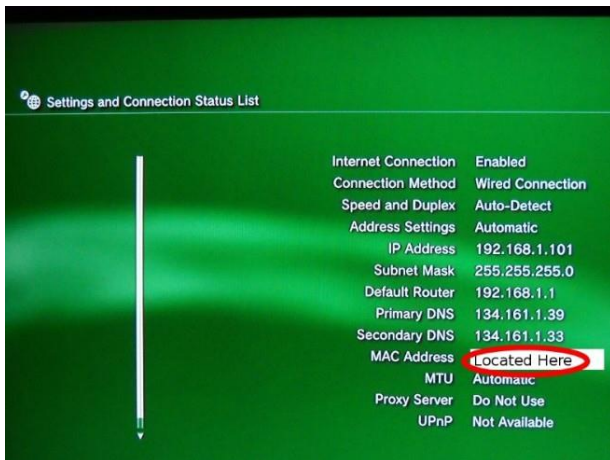 Settings and Connection Status List
Internet Connection Enabled
Connection Method Wired Connection
Speed and Duplex Auto-Detect
Address Settings Automatic
IP Address 192.168.1.101
Subnet Mask 255.255.255.0
Default Router 192.168.1.1
Primary DNS 134.161.1.39
Secondary DNS 134.161.1.33
MAC Address Located Here
MTU Automatic
Proxy Server Do Not Use
UPnP Not Available